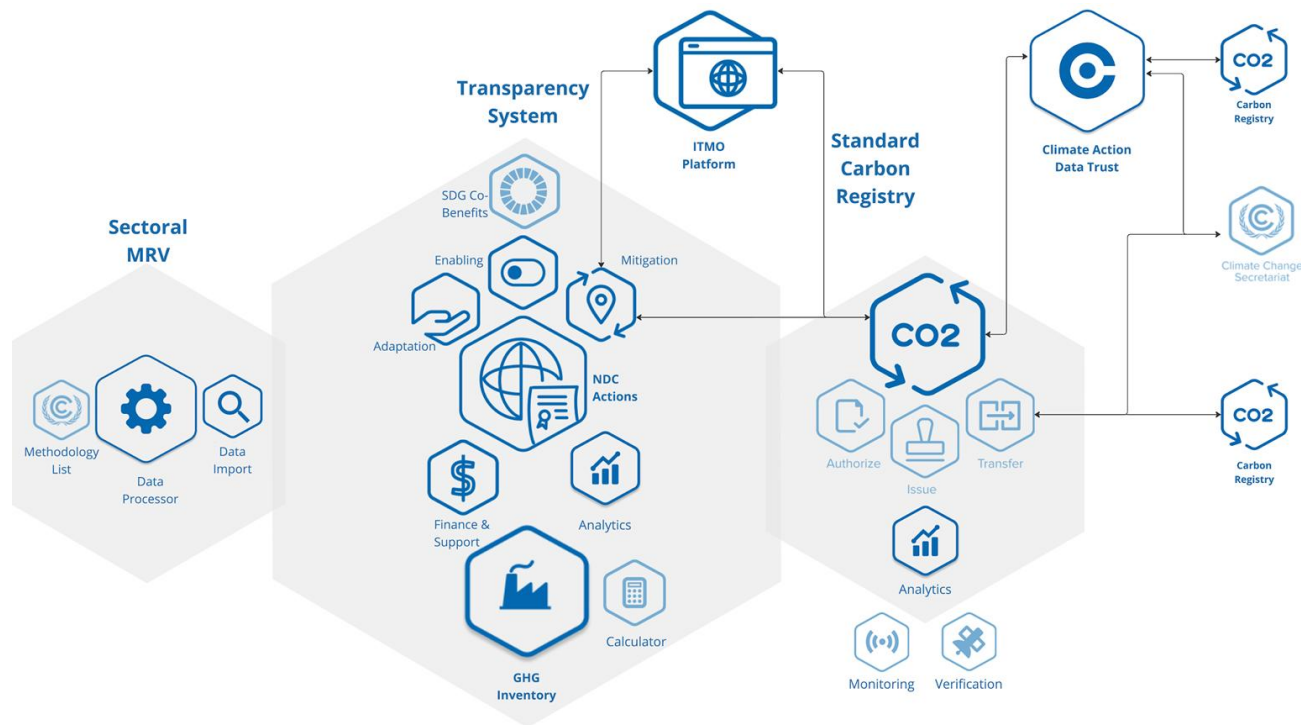 Transparency
System
ITMO
Platform
Standard
Carbon
Registry
Climate Action
Data Trust
CO2
Carbon
Registry
Sectoral
MRV
SDG Co-
Benefits
Enabling
Mitigation
Adaptation
NDC
Actions
Climate Change
Secretariat
CO2
Methodology
List
Data
Processor
Data
Import
Finance &
Support
Analytics
Authorize
Issue
Transfer
CO2
Carbon
Registry
Analytics
GHG
Inventory
Calculator
Monitoring
Verification